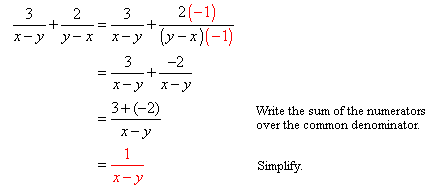 3/(x−y) + 2/(y−x) = 3/(x−y) + 2(−1)/((y−x)(−1))
= 3/(x−y) + −2/(x−y)
= (3+(−2))/(x−y) Write the sum of the numerators
over the common denominator.
= 1/(x−y) Simplify.